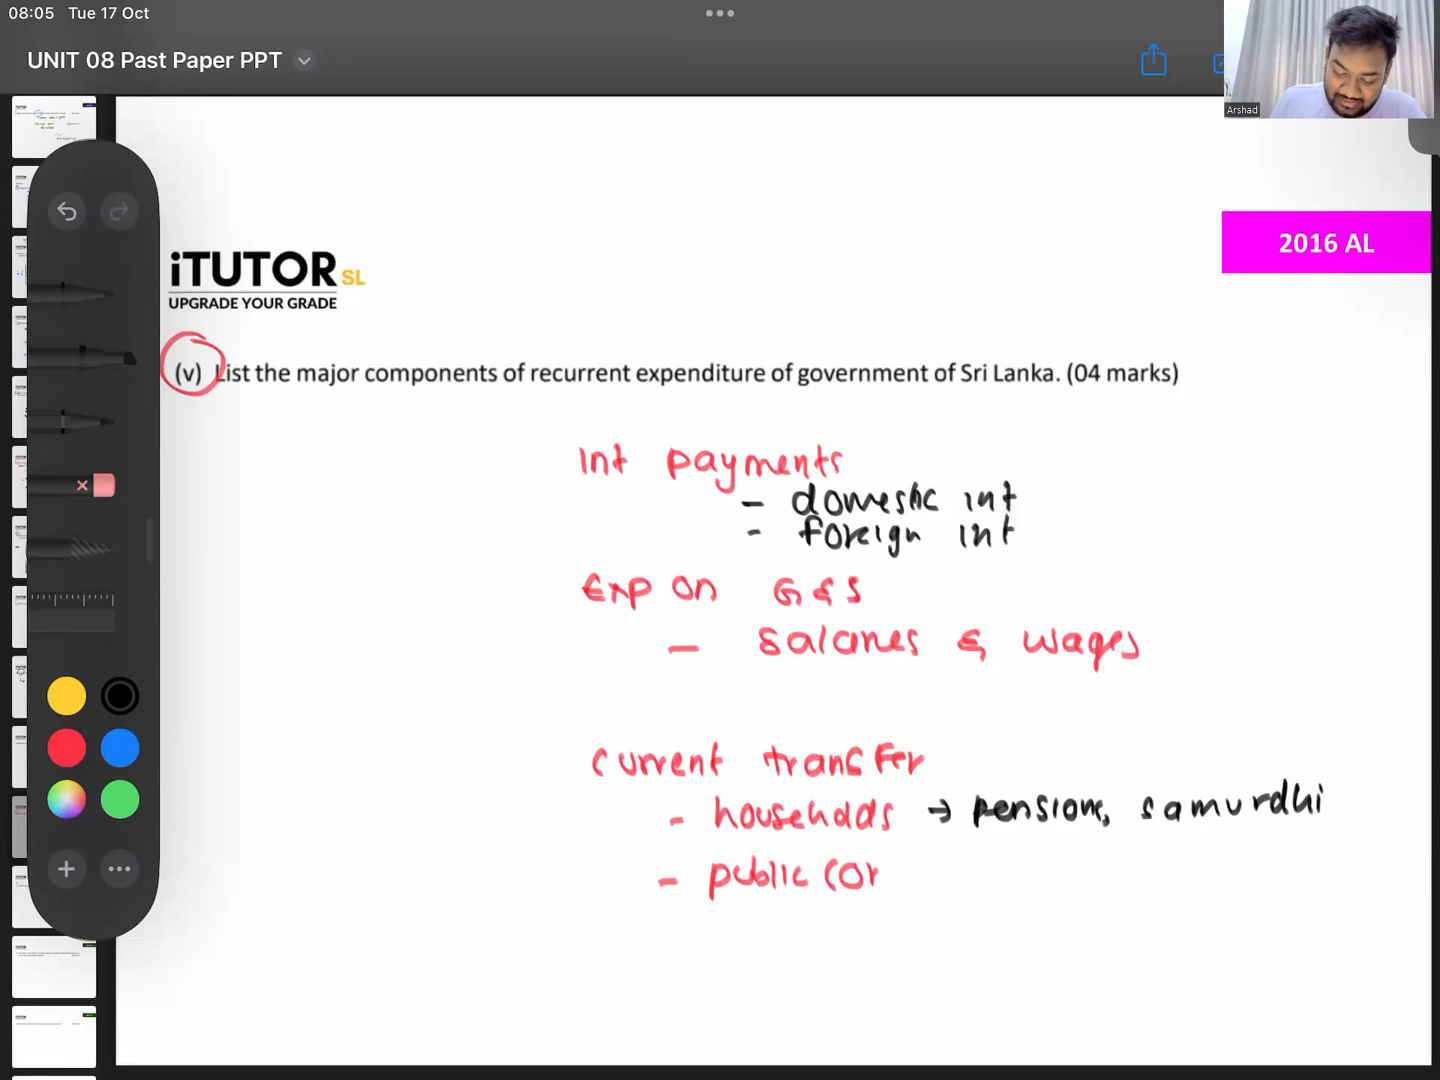 08:05 Tue 17 Oct
UNIT 08 Past Paper PPT
Arshad
2016 AL
iTUTOR SL
UPGRADE YOUR GRADE
(v) List the major components of recurrent expenditure of government of Sri Lanka. (04 marks)
Int payments
- domestic int
- foreign int
Exp on G & S
- Salaries & wages
Current transfer
- households → pensions, samurdhi
- public cor